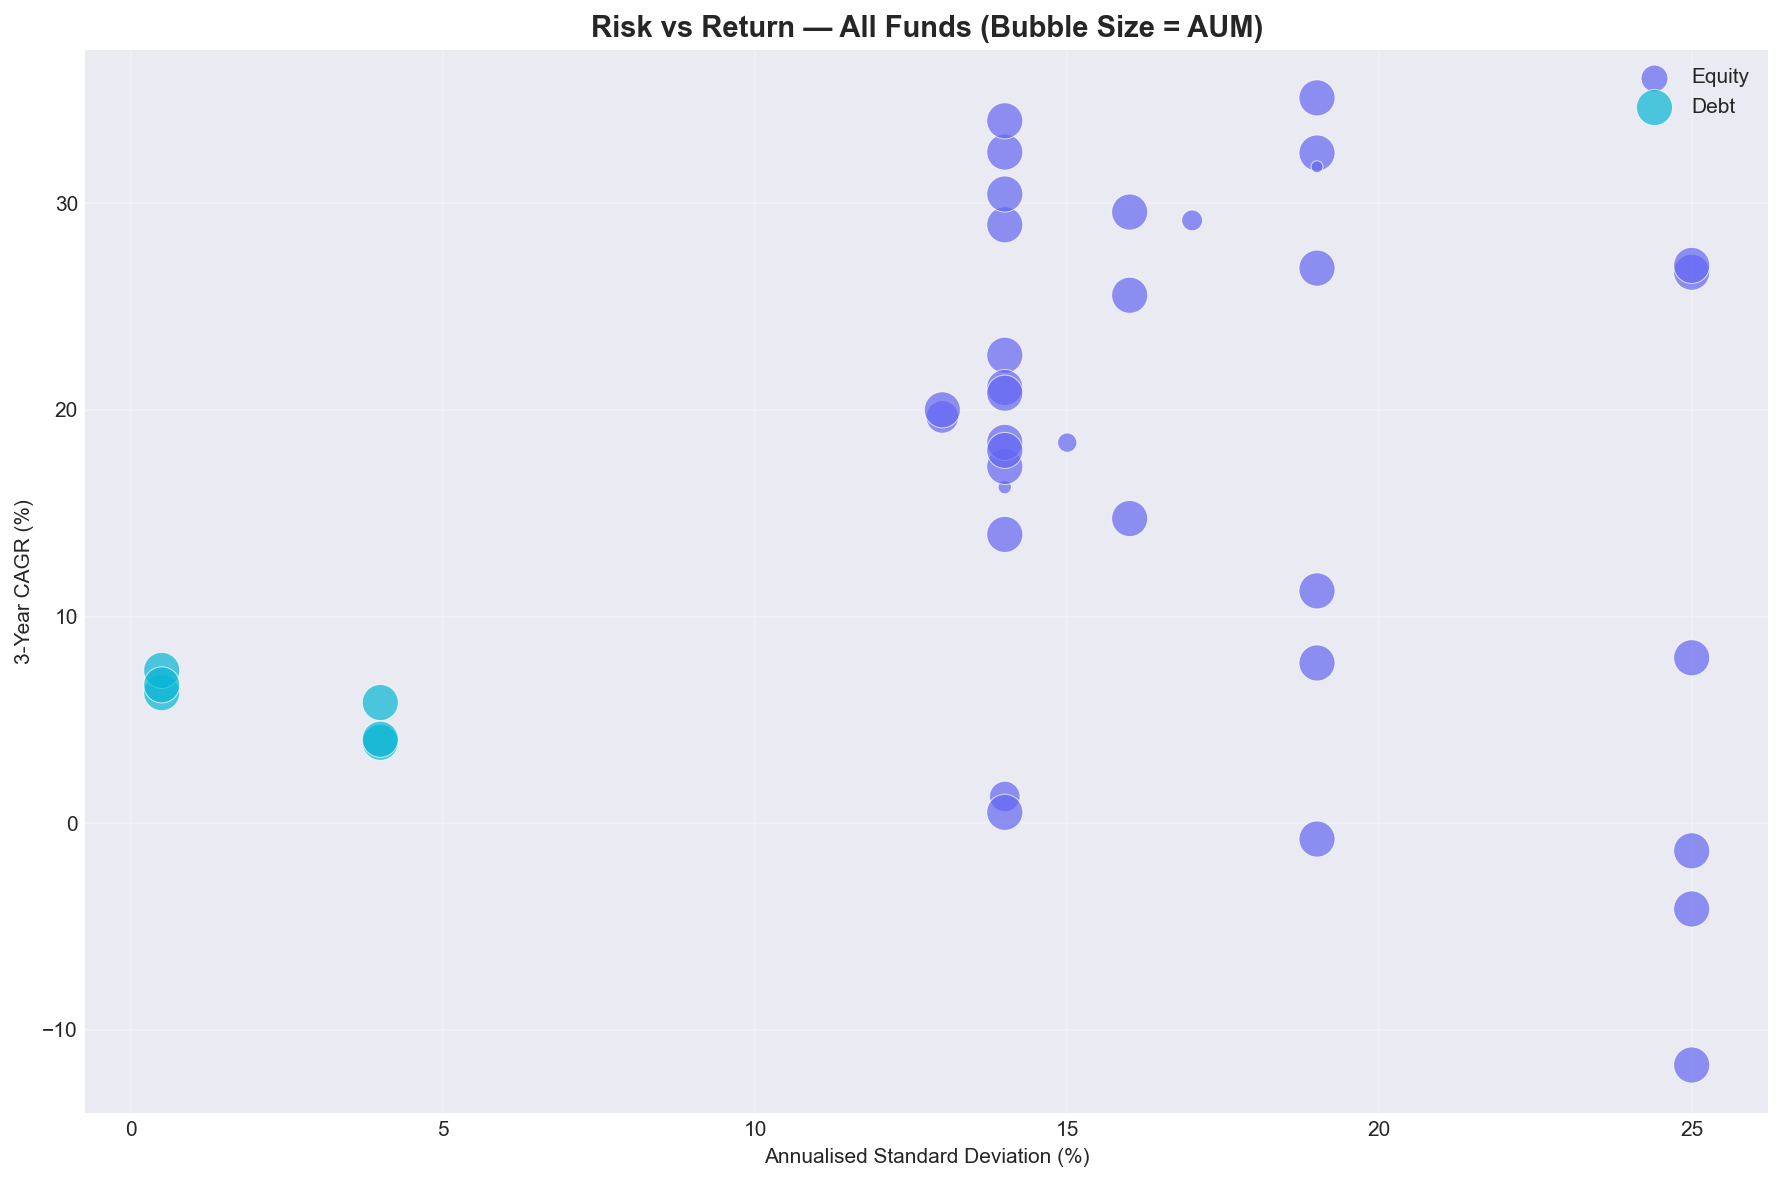 Risk vs Return — All Funds (Bubble Size = AUM)
Equity
Debt
30
20
10
0
−10
3-Year CAGR (%)
0
5
10
15
20
25
Annualised Standard Deviation (%)